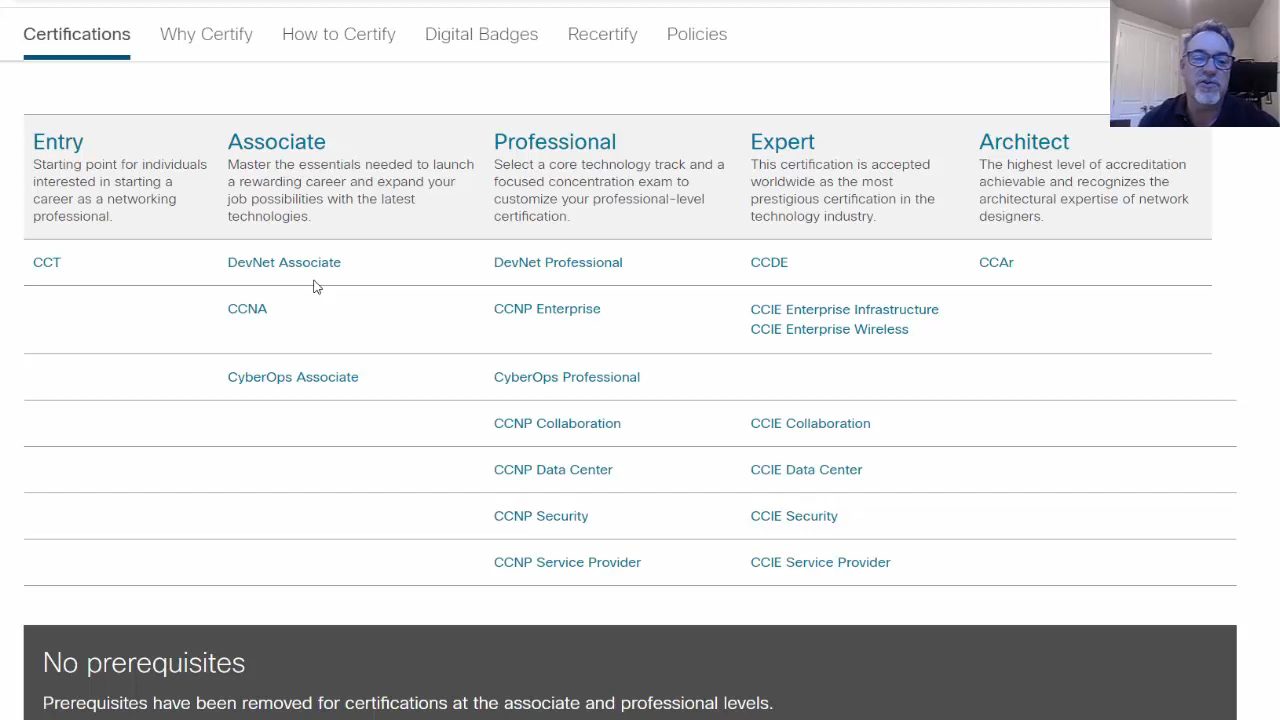 Certifications Why Certify How to Certify Digital Badges Recertify Policies
Entry
Starting point for individuals
interested in starting a
career as a networking
professional.
Associate
Master the essentials needed to launch
a rewarding career and expand your
job possibilities with the latest
technologies.
Professional
Select a core technology track and a
focused concentration exam to
customize your professional-level
certification.
Expert
This certification is accepted
worldwide as the most
prestigious certification in the
technology industry.
Architect
The highest level of accreditation
achievable and recognizes the
architectural expertise of network
designers.
CCT DevNet Associate DevNet Professional CCDE CCAr
CCNA CCNP Enterprise CCIE Enterprise Infrastructure
CCIE Enterprise Wireless
CyberOps Associate CyberOps Professional
CCNP Collaboration CCIE Collaboration
CCNP Data Center CCIE Data Center
CCNP Security CCIE Security
CCNP Service Provider CCIE Service Provider
No prerequisites
Prerequisites have been removed for certifications at the associate and professional levels.